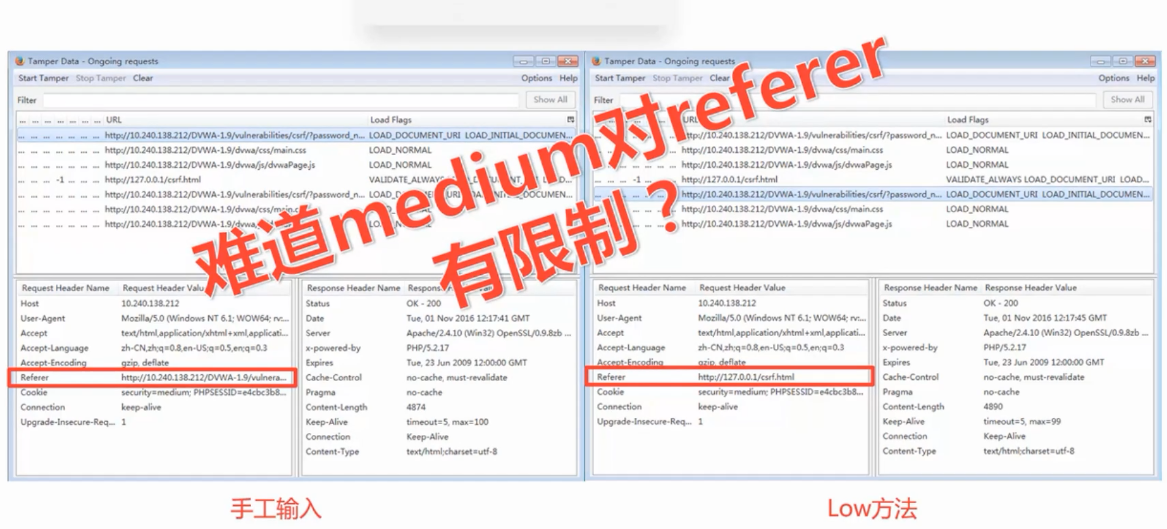 Tamper Data - Ongoing requests
Start Tamper Stop Tamper Clear Options Help
Filter Show All
... ... ... ... ... ... ... URL Load Flags
... ... ... ... ... ... ... http://10.240.138.212/DVWA-1.9/vulnerabilities/csrf/?password_n... LOAD_DOCUMENT_URI LOAD_INITIAL_DOCUMEN...
... ... ... ... ... ... ... http://10.240.138.212/DVWA-1.9/dvwa/css/main.css LOAD_NORMAL
... ... ... ... ... ... ... http://10.240.138.212/DVWA-1.9/dvwa/js/dvwaPage.js LOAD_NORMAL
... ... ... -1 ... ... ... http://127.0.0.1/csrf.html VALIDATE_ALWAYS LOAD_DOCUMENT_URI LOAD...
... ... ... ... ... ... ... http://10.240.138.212/DVWA-1.9/vulnerabilities/csrf/?password_n... LOAD_DOCUMENT_URI LOAD_INITIAL_DOCUMEN...
... ... ... ... ... ... ... http://10.240.138.212/DVWA-1.9/dvwa/css/main.css LOAD_NORMAL
... ... ... ... ... ... ... http://10.240.138.212/DVWA-1.9/dvwa/ LOAD_NORMAL
Request Header Name Request Header Value
Host 10.240.138.212
User-Agent Mozilla/5.0 (Windows NT 6.1; WOW64; rv:...
Accept text/html,application/xhtml+xml,applicati...
Accept-Language zh-CN,zh;q=0.8,en-US;q=0.5,en;q=0.3
Accept-Encoding gzip, deflate
Referer http://10.240.138.212/DVWA-1.9/vulnera...
Cookie security=medium; PHPSESSID=e4cbc3b8...
Connection keep-alive
Upgrade-Insecure-Req... 1
Response Header Name Response Header Value
Status OK - 200
Date Tue, 01 Nov 2016 12:17:41 GMT
Server Apache/2.4.10 (Win32) OpenSSL/0.9.8zb ...
x-powered-by PHP/5.2.17
Expires Tue, 23 Jun 2009 12:00:00 GMT
Cache-Control no-cache, must-revalidate
Pragma no-cache
Content-Length 4874
Keep-Alive timeout=5, max=100
Connection Keep-Alive
Content-Type text/html;charset=utf-8
手工输入
Tamper Data - Ongoing requests
Start Tamper Stop Tamper Clear Options Help
Filter Show All
URL Load Flags
http://10.240.138.212/DVWA-1.9/vulnerabilities/csrf/?password_n... LOAD_DOCUMENT_URI LOAD_INITIAL_DOCUMEN...
http://10.240.138.212/DVWA-1.9/dvwa/css/main.css LOAD_NORMAL
http://10.240.138.212/DVWA-1.9/dvwa/js/dvwaPage.js LOAD_NORMAL
... ... ... -1 ... ... ... http://127.0.0.1/csrf.html VALIDATE_ALWAYS LOAD_DOCUMENT_URI LOAD...
http://10.240.138.212/DVWA-1.9/vulnerabilities/csrf/?password_n... LOAD_DOCUMENT_URI LOAD_INITIAL_DOCUMEN...
... ... ... ... ... ... ... http://10.240.138.212/DVWA-1.9/dvwa/css/main.css LOAD_NORMAL
... ... ... ... ... ... ... http://10.240.138.212/DVWA-1.9/dvwa/js/dvwaPage.js LOAD_NORMAL
Request Header Name Request Header Value
Host 10.240.138.212
User-Agent Mozilla/5.0 (Windows NT 6.1; WOW64; rv:...
Accept text/html,application/xhtml+xml,applicati...
Accept-Language zh-CN,zh;q=0.8,en-US;q=0.5,en;q=0.3
Accept-Encoding gzip, deflate
Referer http://127.0.0.1/csrf.html
Cookie security=medium; PHPSESSID=e4cbc3b8...
Connection keep-alive
Upgrade-Insecure-Req... 1
Response Header Name Response Header Value
Status OK - 200
Date Tue, 01 Nov 2016 12:17:45 GMT
Server Apache/2.4.10 (Win32) OpenSSL/0.9.8zb ...
x-powered-by PHP/5.2.17
Expires Tue, 23 Jun 2009 12:00:00 GMT
Cache-Control no-cache, must-revalidate
Pragma no-cache
Content-Length 4890
Keep-Alive timeout=5, max=99
Connection Keep-Alive
Content-Type text/html;charset=utf-8
Low方法
难道medium对referer
有限制？